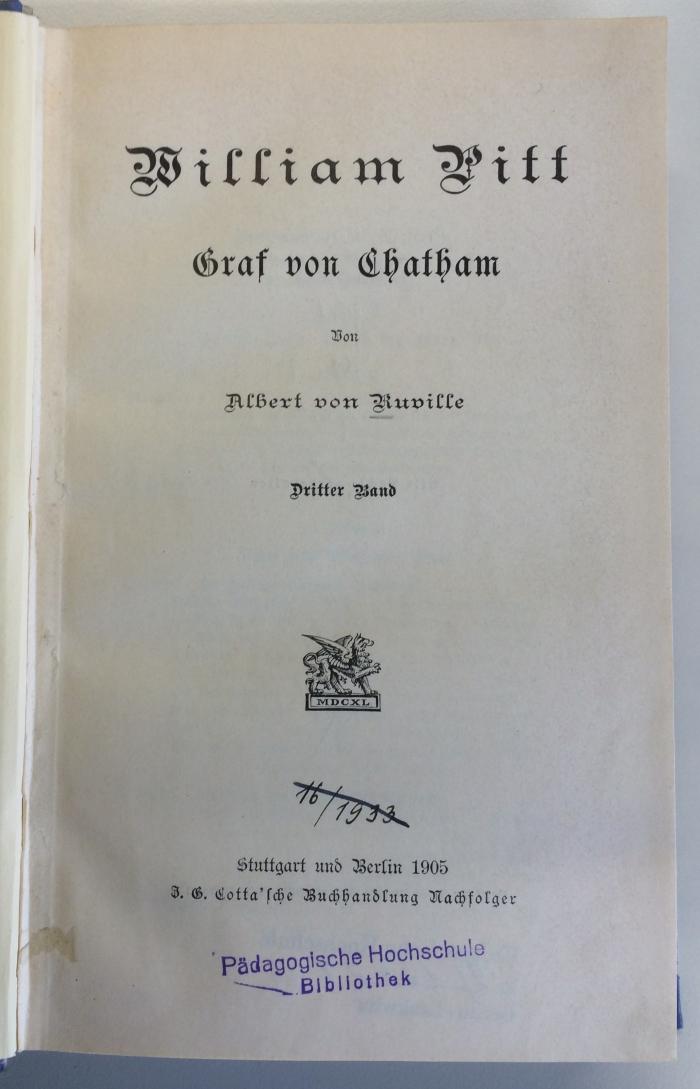 William Pitt
Graf von Chatham
Von
Albert von Ruville
Dritter Band
MDCXL
16/1933
Stuttgart und Berlin 1905
J. G. Cotta'sche Buchhandlung Nachfolger
Pädagogische Hochschule
Bibliothek